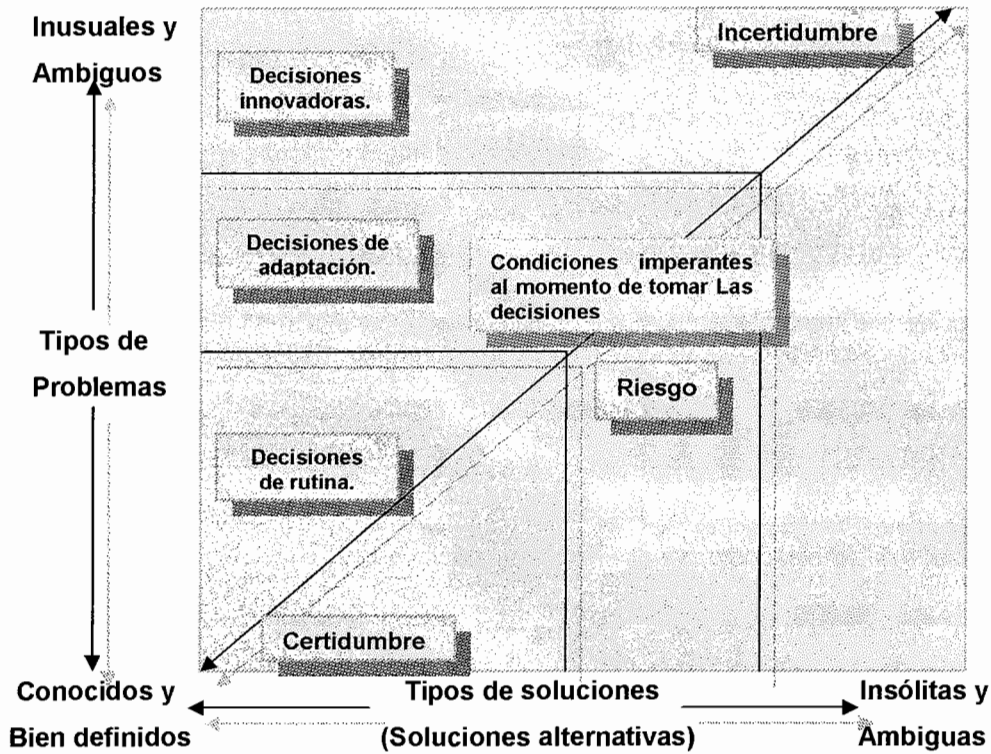 Inusuales y
Ambiguos
Incertidumbre
Decisiones
innovadoras.
Decisiones de
adaptación.
Condiciones imperantes
al momento de tomar Las
decisiones
Tipos de
Problemas
Riesgo
Decisiones
de rutina.
Certidumbre
Conocidos y
Bien definidos
Tipos de soluciones
(Soluciones alternativas)
Insólitas y
Ambiguas